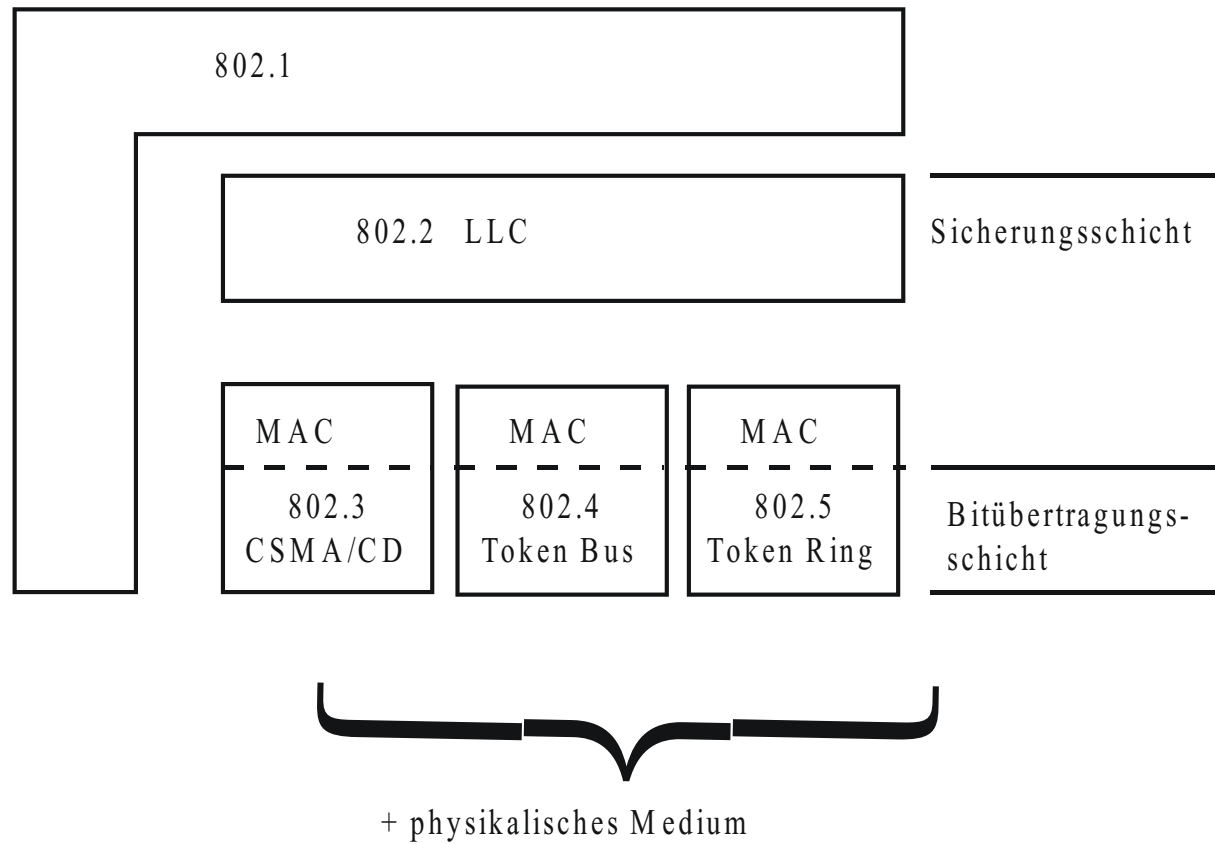 802.1
802.2 LLC
Sicherungsschicht
MAC
MAC
MAC
802.3
CSMA/CD
802.4
Token Bus
802.5
Token Ring
Bitübertragungs-
schicht
+ physikalisches Medium